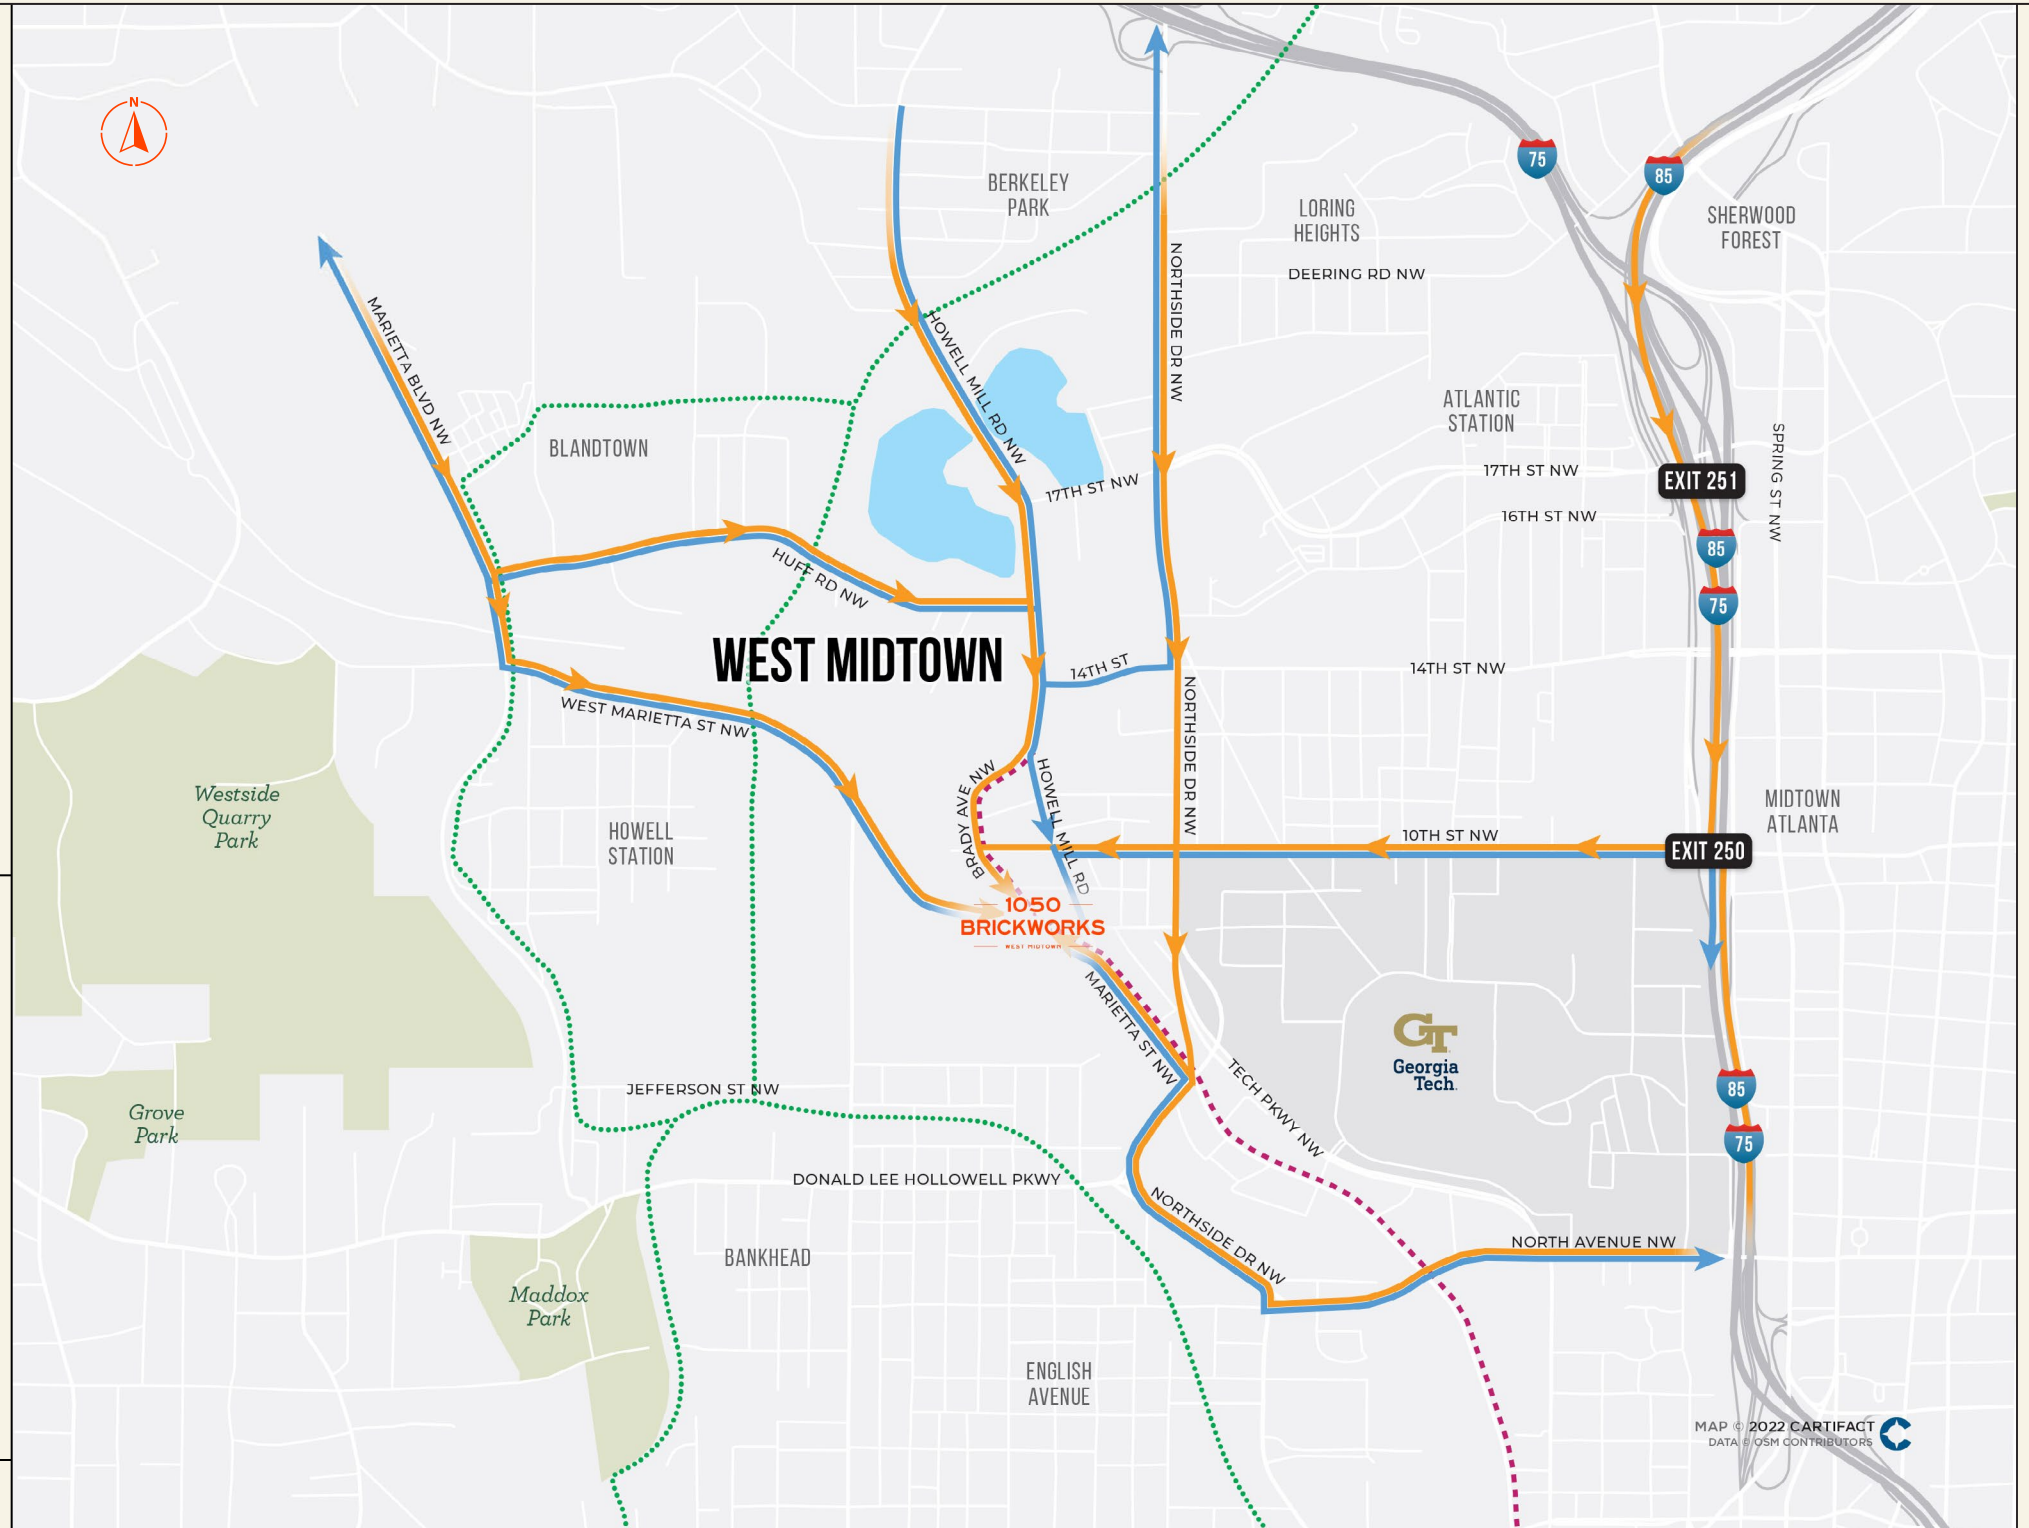 N
75
85
BERKELEY
PARK
LORING
HEIGHTS
SHERWOOD
FOREST
DEERING RD NW
NORTHSIDE DR NW
MARIETTA BLVD NW
HOWELL MILL RD NW
ATLANTIC
STATION
BLANDTOWN
17TH ST NW
17TH ST NW
EXIT 251
SPRING ST NW
16TH ST NW
85
HUFF RD NW
75
WEST MIDTOWN
14TH ST
14TH ST NW
WEST MARIETTA ST NW
NORTHSIDE DR NW
Westside
Quarry
Park
HOWELL
STATION
BRADY AVE NW
HOWELL MILL RD
10TH ST NW
EXIT 250
MIDTOWN
ATLANTA
1050
BRICKWORKS
WEST MIDTOWN
MARIETTA ST NW
GT
Georgia
Tech.
TECH PKWY NW
85
JEFFERSON ST NW
Grove
Park
75
DONALD LEE HOLLOWELL PKWY
NORTHSIDE DR NW
NORTH AVENUE NW
BANKHEAD
Maddox
Park
ENGLISH
AVENUE
MAP © 2022 CARTIFACT
DATA © OSM CONTRIBUTORS